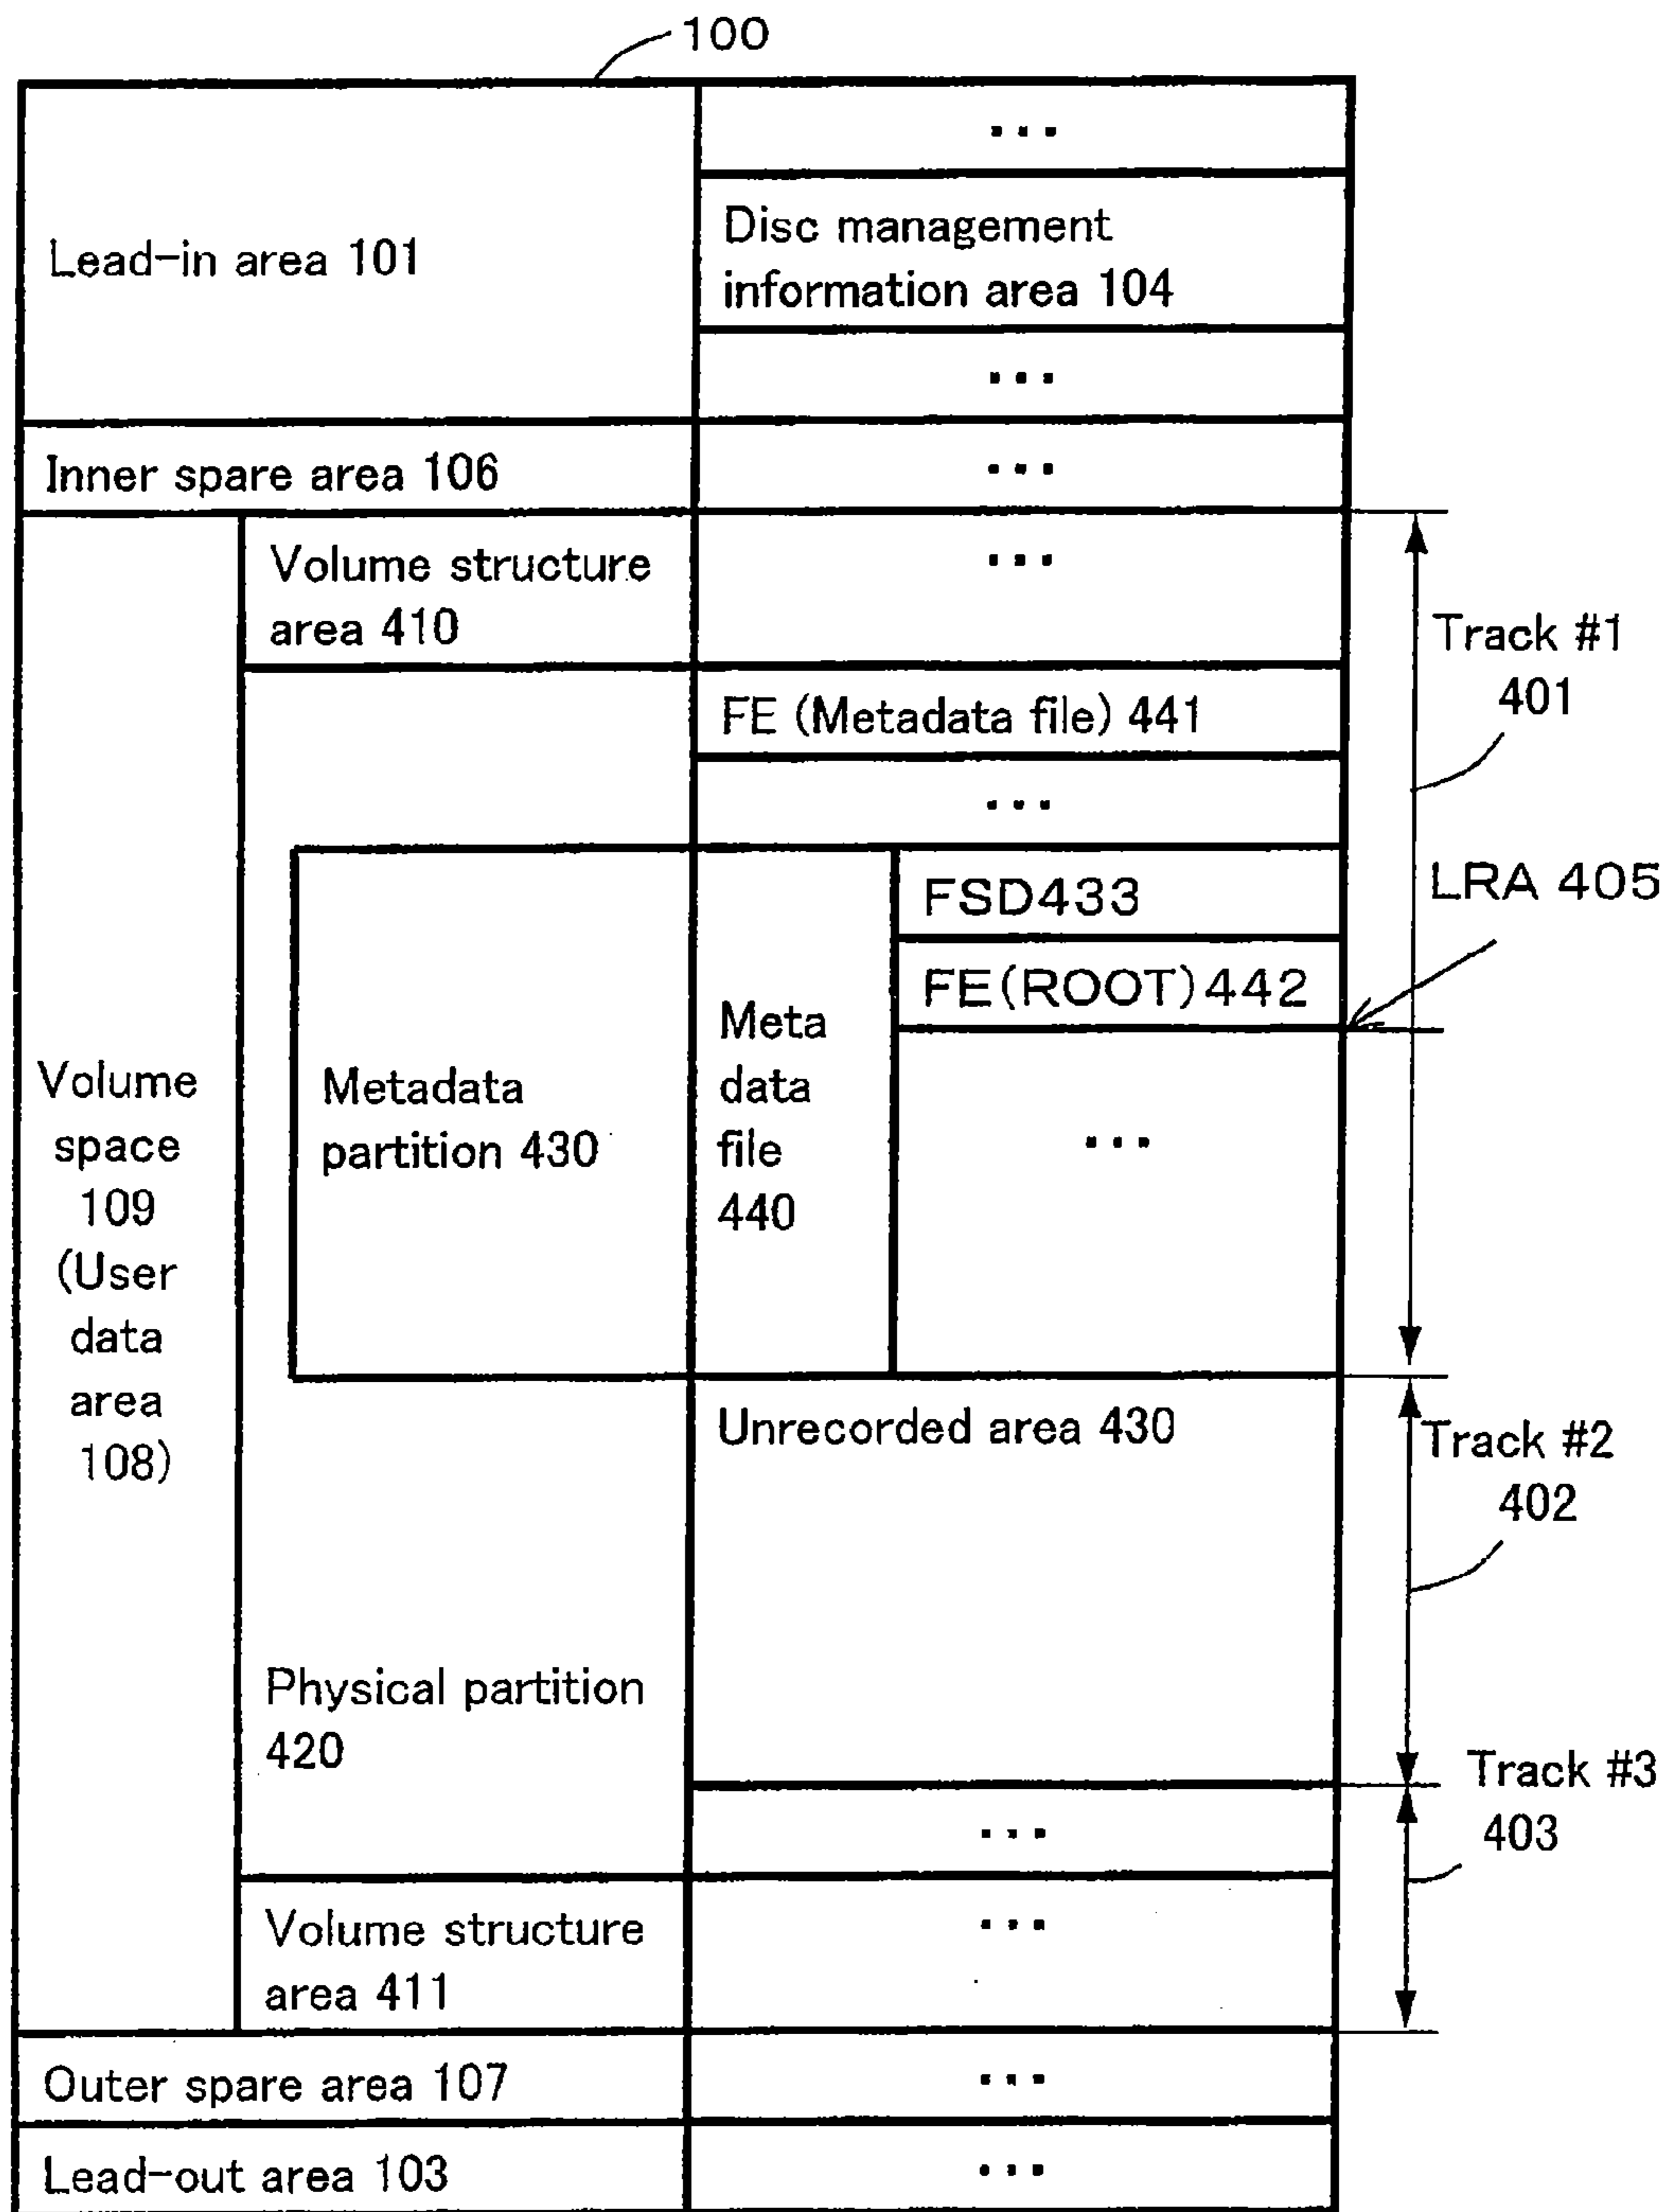 100
...
Lead-in area 101
Disc management
information area 104
...
Inner spare area 106
...
Volume structure
area 410
...
Track #1
401
FE (Metadata file) 441
...
LRA 405
FSD433
FE(ROOT)442
Volume
space
109
(User
data
area
108)
Metadata
partition 430
Meta
data
file
440
...
Unrecorded area 430
Track #2
402
Physical partition
420
Track #3
403
...
Volume structure
area 411
...
Outer spare area 107
...
Lead-out area 103
...